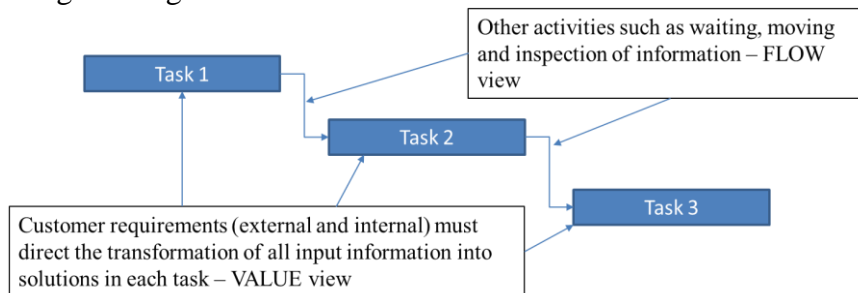 Other activities such as waiting, moving
and inspection of information – FLOW
view
Task 1
Task 2
Task 3
Customer requirements (external and internal) must
direct the transformation of all input information into
solutions in each task – VALUE view